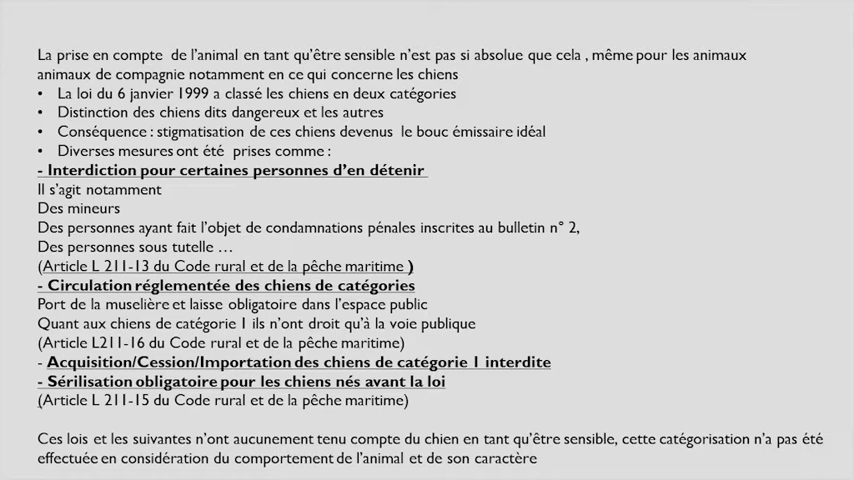 La prise en compte de l'animal en tant qu'être sensible n'est pas si absolue que cela , même pour les animaux
animaux de compagnie notamment en ce qui concerne les chiens
• La loi du 6 janvier 1999 a classé les chiens en deux catégories
• Distinction des chiens dits dangereux et les autres
• Conséquence : stigmatisation de ces chiens devenus le bouc émissaire idéal
• Diverses mesures ont été prises comme :
- Interdiction pour certaines personnes d'en détenir
Il s'agit notamment
Des mineurs
Des personnes ayant fait l'objet de condamnations pénales inscrites au bulletin n° 2,
Des personnes sous tutelle …
(Article L 211-13 du Code rural et de la pêche maritime )
- Circulation réglementée des chiens de catégories
Port de la muselière et laisse obligatoire dans l'espace public
Quant aux chiens de catégorie 1 ils n'ont droit qu'à la voie publique
(Article L211-16 du Code rural et de la pêche maritime)
- Acquisition/Cession/Importation des chiens de catégorie 1 interdite
- Sérilisation obligatoire pour les chiens nés avant la loi
(Article L 211-15 du Code rural et de la pêche maritime)
Ces lois et les suivantes n'ont aucunement tenu compte du chien en tant qu'être sensible, cette catégorisation n'a pas été
effectuée en considération du comportement de l'animal et de son caractère